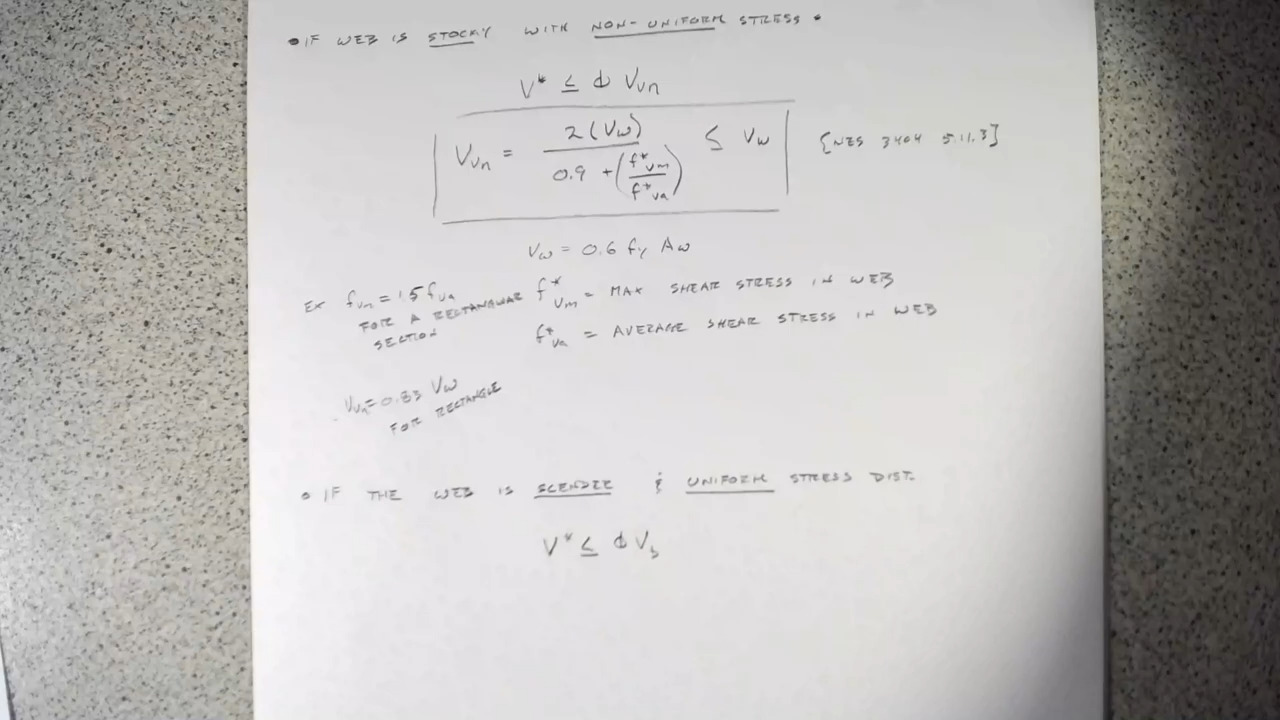 • IF WEB IS STOCKY WITH NON-UNIFORM STRESS •
V* ≤ ϕ Vvn
Vvn = 2(Vw) / (0.9 + (f*vm / f*va)) ≤ Vw [NZS 3404 5.11.3]
Vw = 0.6 fy Aw
Ex fvm = 1.5 fva
FOR A RECTANGULAR
SECTION
f*vm = MAX SHEAR STRESS IN WEB
f*va = AVERAGE SHEAR STRESS IN WEB
Vvn = 0.83 Vw
FOR RECTANGLE
• IF THE WEB IS SLENDER & UNIFORM STRESS DIST.
V* ≤ ϕ Vb